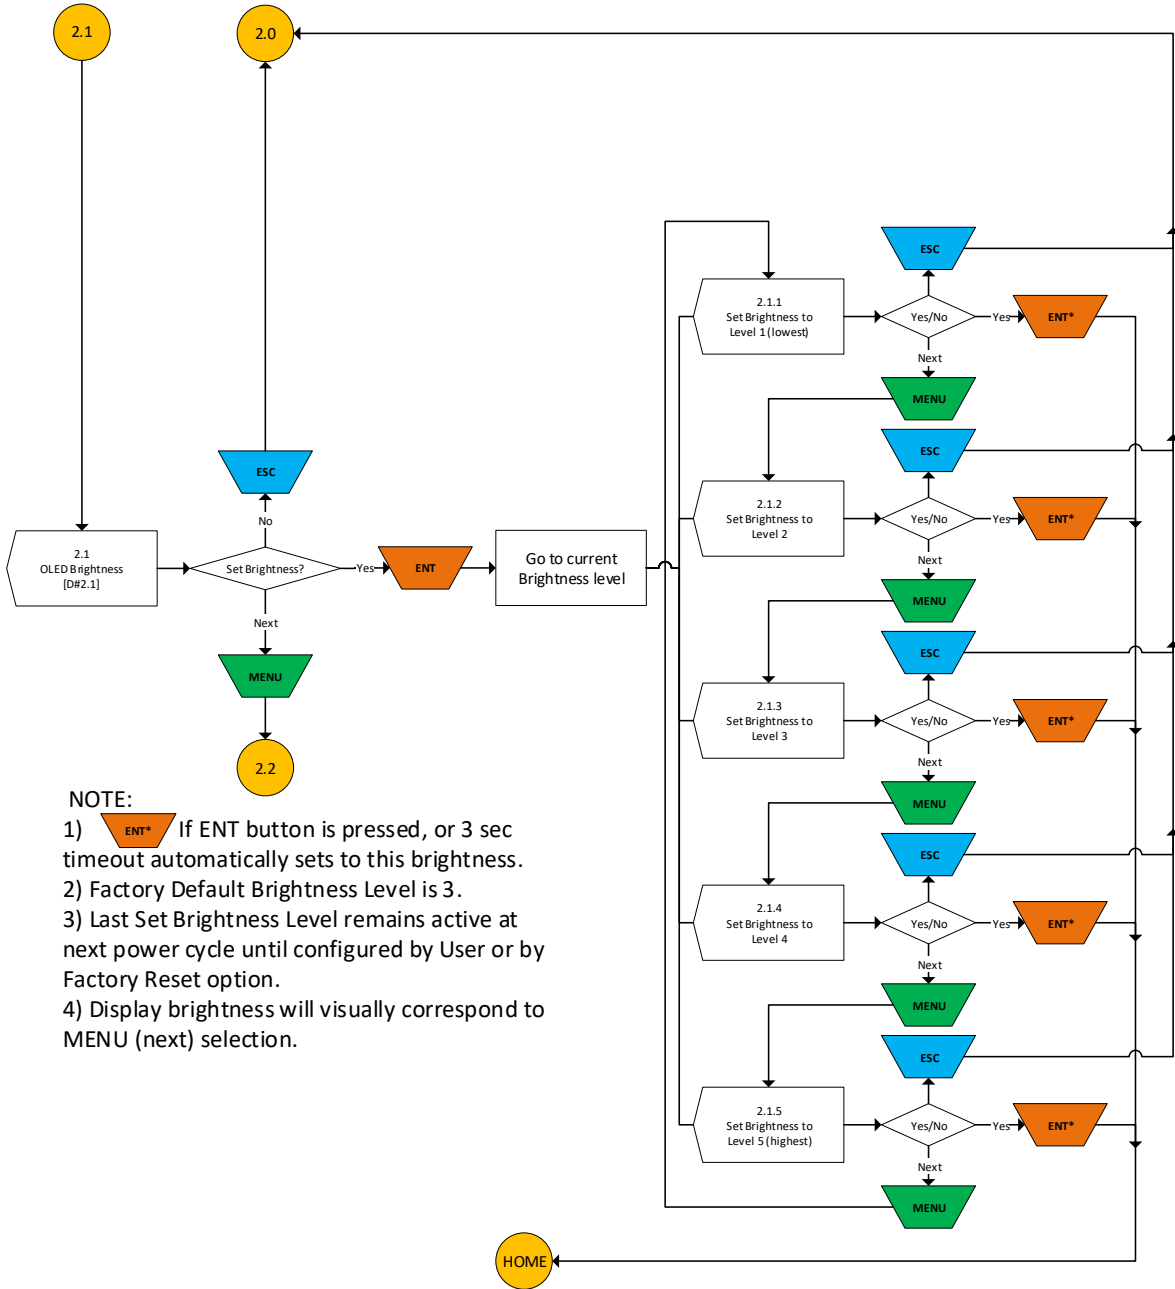 2.1
2.0
ESC
No
2.1
OLED Brightness
[D#2.1]
Set Brightness?
Yes
ENT
Go to current
Brightness level
Next
MENU
2.2
ESC
2.1.1
Set Brightness to
Level 1 (lowest)
Yes/No
Yes
ENT*
Next
MENU
ESC
2.1.2
Set Brightness to
Level 2
Yes/No
Yes
ENT*
Next
MENU
ESC
2.1.3
Set Brightness to
Level 3
Yes/No
Yes
ENT*
Next
MENU
ESC
2.1.4
Set Brightness to
Level 4
Yes/No
Yes
ENT*
Next
MENU
ESC
2.1.5
Set Brightness to
Level 5 (highest)
Yes/No
Yes
ENT*
Next
MENU
HOME
NOTE:
1) ENT* If ENT button is pressed, or 3 sec
timeout automatically sets to this brightness.
2) Factory Default Brightness Level is 3.
3) Last Set Brightness Level remains active at
next power cycle until configured by User or by
Factory Reset option.
4) Display brightness will visually correspond to
MENU (next) selection.